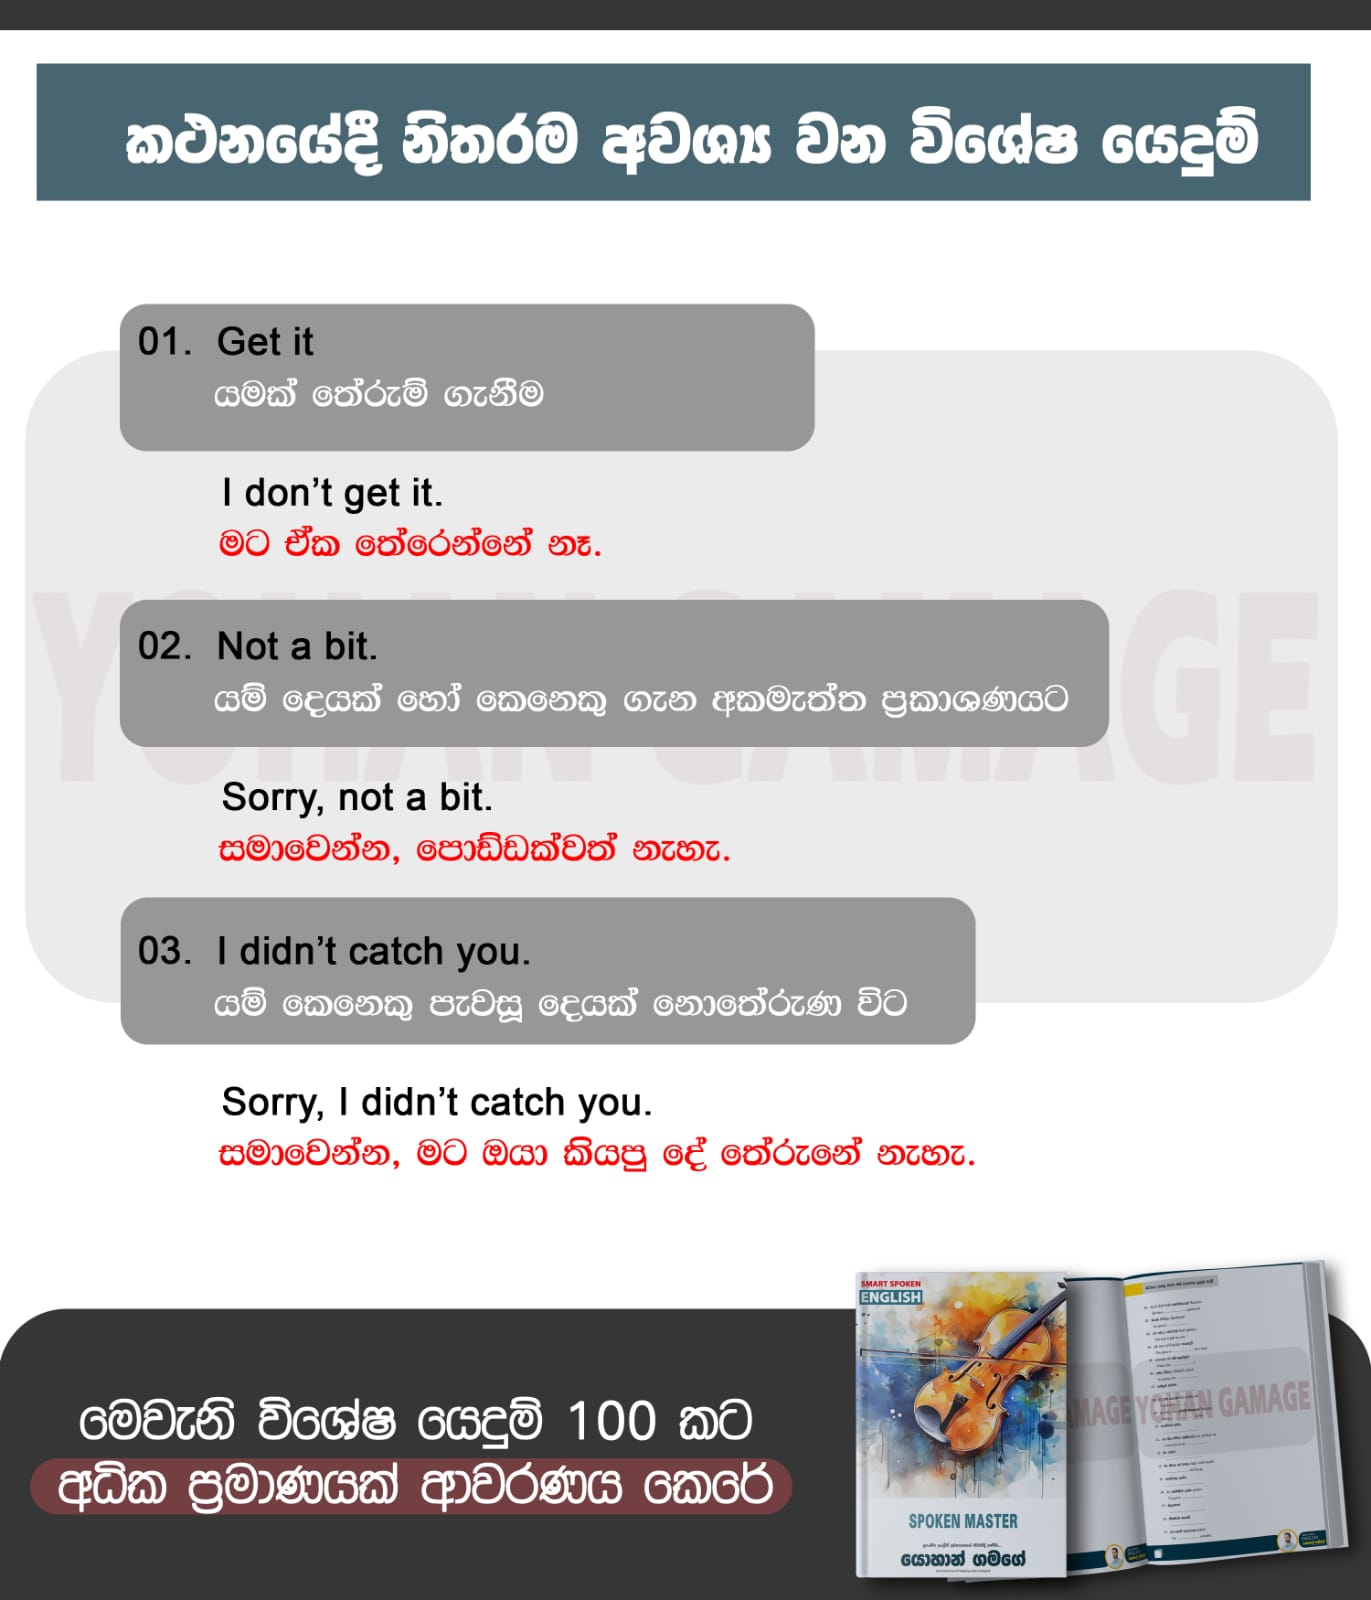 කථනයේදී නිතරම අවශ්‍ය වන විශේෂ යෙදුම්
01. Get it
යමක් තේරුම් ගැනීම
I don’t get it.
මට ඒක තේරෙන්නේ නෑ.
02. Not a bit.
යම් දෙයක් හෝ කෙනෙකු ගැන අකමැත්ත ප්‍රකාශණයට
Sorry, not a bit.
සමාවෙන්න, පොඩ්ඩක්වත් නැහැ.
03. I didn’t catch you.
යම් කෙනෙකු පැවසූ දෙයක් නොතේරුණ විට
Sorry, I didn’t catch you.
සමාවෙන්න, මට ඔයා කියපු දේ තේරුනේ නැහැ.
YOHAN GAMAGE
මෙවැනි විශේෂ යෙදුම් 100 කට
අධික ප්‍රමාණයක් ආවරණය කෙරේ
SMART SPOKEN
ENGLISH
SPOKEN MASTER
යොහාන් ගමගේ
YOHAN GAMAGE